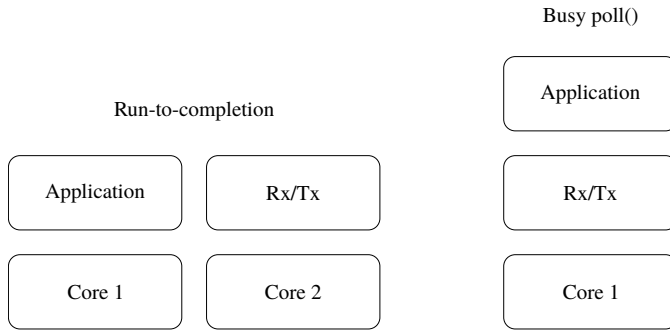 Busy poll()
Application
Run-to-completion
Application
Rx/Tx
Rx/Tx
Core 1
Core 2
Core 1